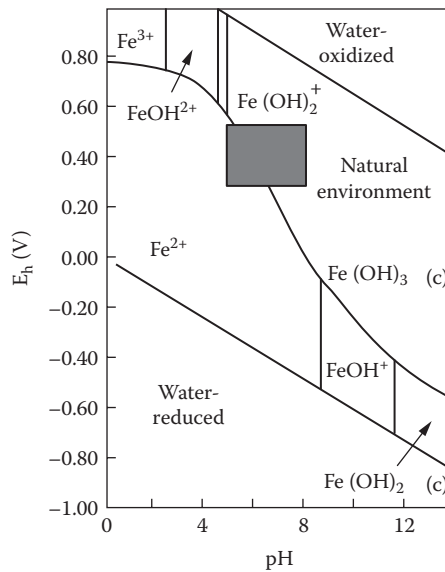 E_h (V)
0.80
0.60
0.40
0.20
0.00
−0.20
−0.40
−0.60
−0.80
−1.00
Fe³⁺
FeOH²⁺
Water-
oxidized
Fe (OH)₂⁺
Natural
environment
Fe²⁺
Fe (OH)₃ (c)
FeOH⁺
Water-
reduced
Fe (OH)₂ (c)
0 4 8 12
pH